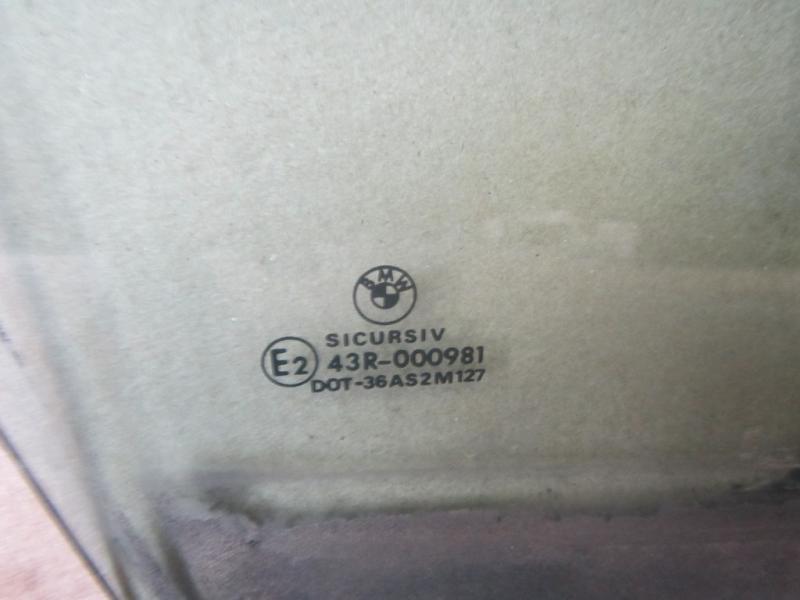 BMW
SICURSIV
E2 43R-000981
DOT-36AS2M127